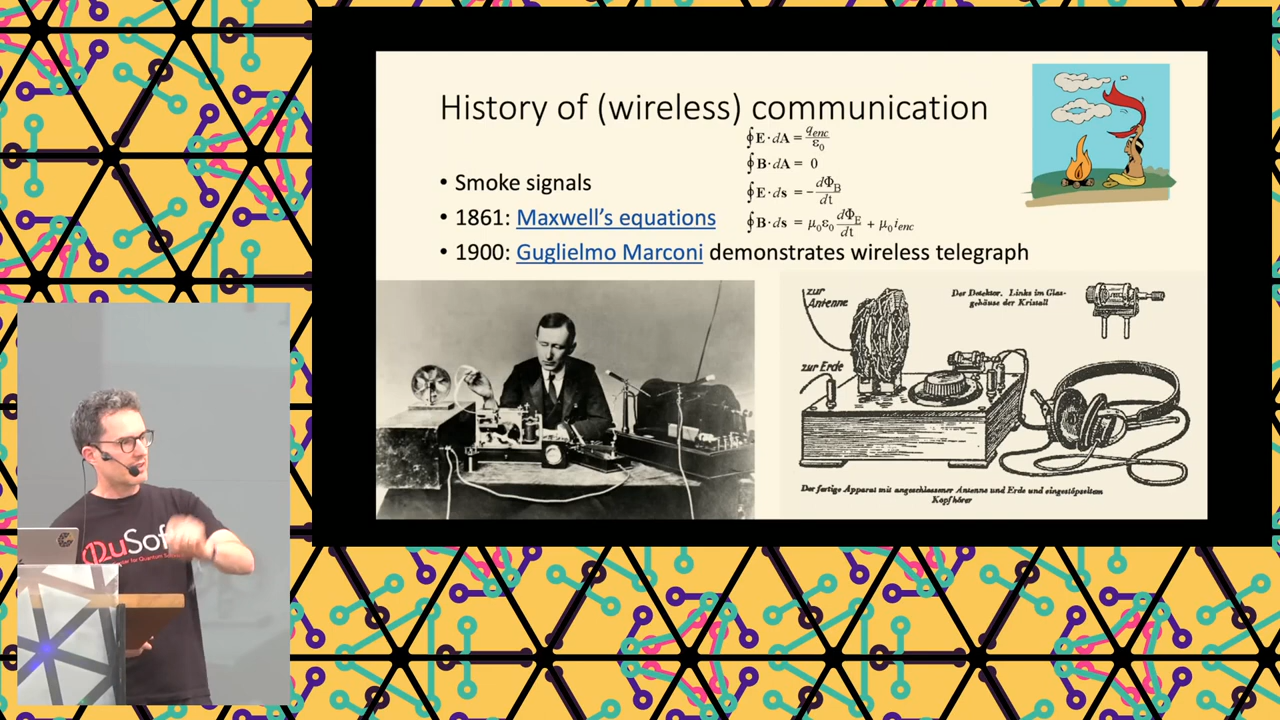 History of (wireless) communication
∮E·dA = q_enc/ε₀
∮B·dA = 0
∮E·ds = -dΦ_B/dt
∮B·ds = μ₀ε₀ dΦ_E/dt + μ₀i_enc
• Smoke signals
• 1861: Maxwell's equations
• 1900: Guglielmo Marconi demonstrates wireless telegraph
zur
Antenne
Der Detektor. Links im Glas-
gehäuse der Kristall
zur Erde
Der fertige Apparat mit angeschlossener Antenne und Erde und eingestöpseltem
Kopfhörer
QuSoft